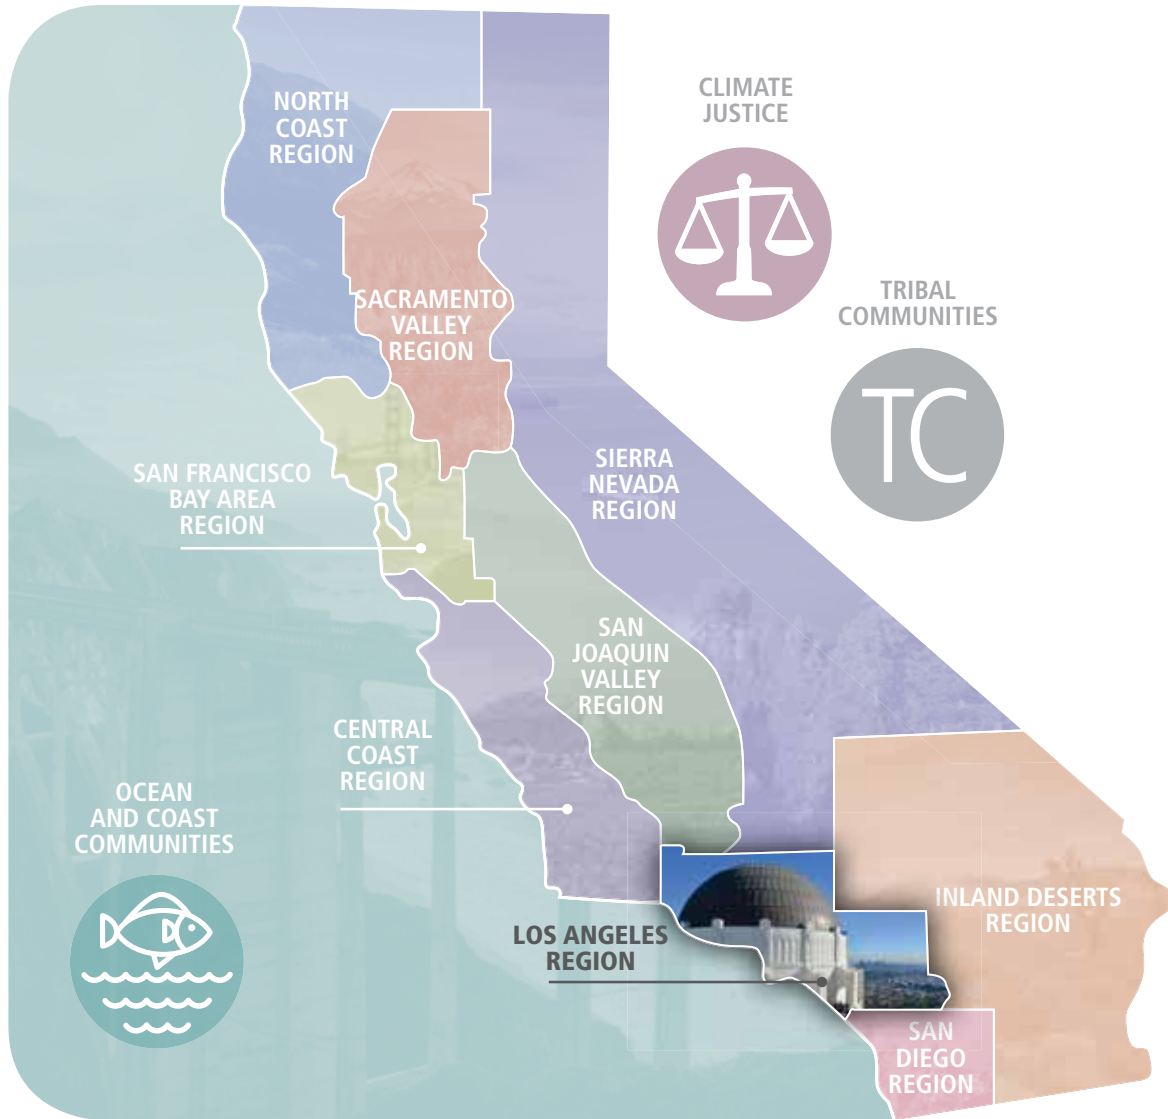 CLIMATE
JUSTICE
NORTH
COAST
REGION
TRIBAL
COMMUNITIES
TC
SACRAMENTO
VALLEY
REGION
SIERRA
NEVADA
REGION
SAN FRANCISCO
BAY AREA
REGION
SAN
JOAQUIN
VALLEY
REGION
CENTRAL
COAST
REGION
OCEAN
AND COAST
COMMUNITIES
INLAND DESERTS
REGION
LOS ANGELES
REGION
SAN
DIEGO
REGION